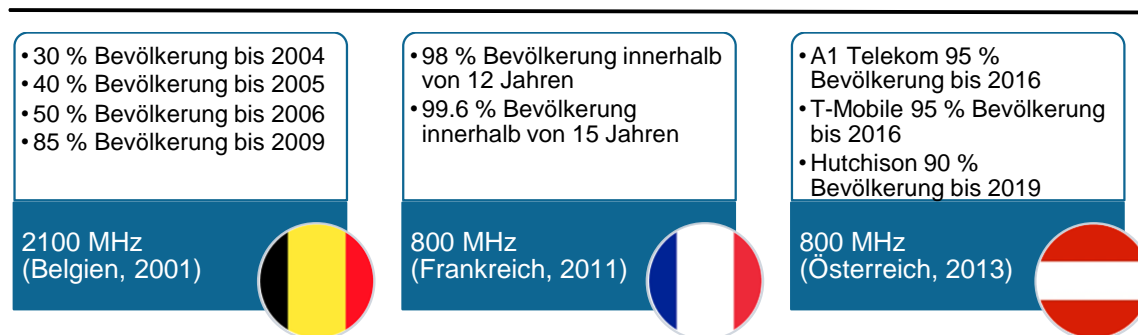 • 30 % Bevölkerung bis 2004
• 40 % Bevölkerung bis 2005
• 50 % Bevölkerung bis 2006
• 85 % Bevölkerung bis 2009
2100 MHz
(Belgien, 2001)
• 98 % Bevölkerung innerhalb
von 12 Jahren
• 99.6 % Bevölkerung
innerhalb von 15 Jahren
800 MHz
(Frankreich, 2011)
• A1 Telekom 95 %
Bevölkerung bis 2016
• T-Mobile 95 % Bevölkerung
bis 2016
• Hutchison 90 %
Bevölkerung bis 2019
800 MHz
(Österreich, 2013)